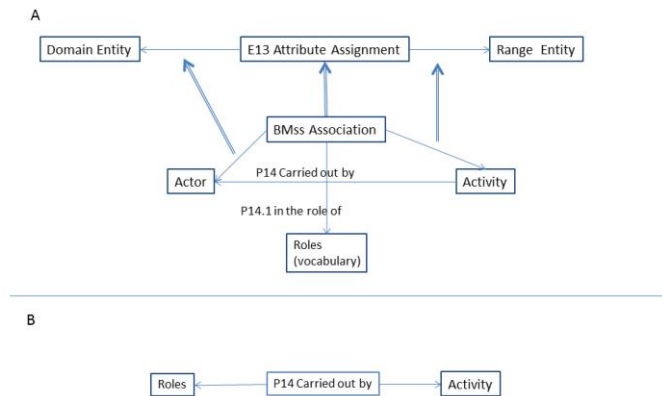 A
Domain Entity E13 Attribute Assignment Range Entity
BMss Association
P14 Carried out by
Actor Activity
P14.1 in the role of
Roles
(vocabulary)
B
Roles P14 Carried out by Activity